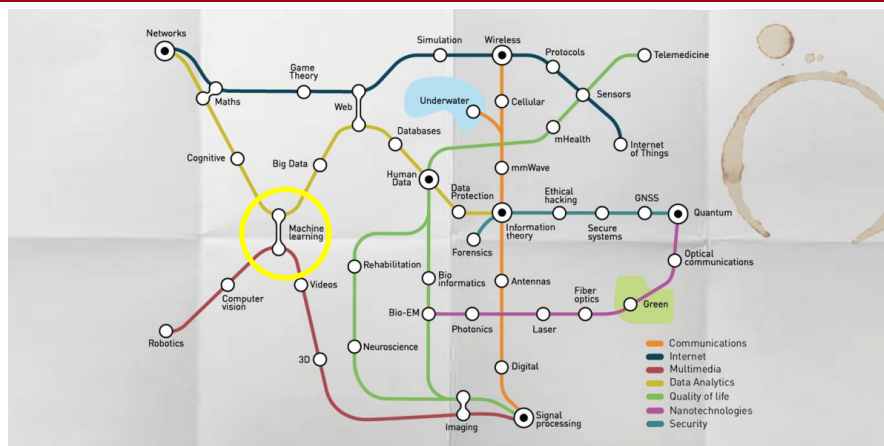 Networks
Simulation
Wireless
Protocols
Telemedicine
Game
Theory
Maths
Web
Underwater
Cellular
Sensors
Databases
mHealth
Internet
of Things
Cognitive
Big Data
Human
Data
mmWave
Data
Protection
Ethical
hacking
GNSS
Quantum
Machine
learning
Information
theory
Secure
systems
Forensics
Optical
communications
Rehabilitation
Bio
informatics
Antennas
Computer
vision
Videos
Fiber
optics
Green
Bio-EM
Photonics
Laser
Robotics
3D
Neuroscience
Digital
Imaging
Signal
processing
Communications
Internet
Multimedia
Data Analytics
Quality of life
Nanotechnologies
Security